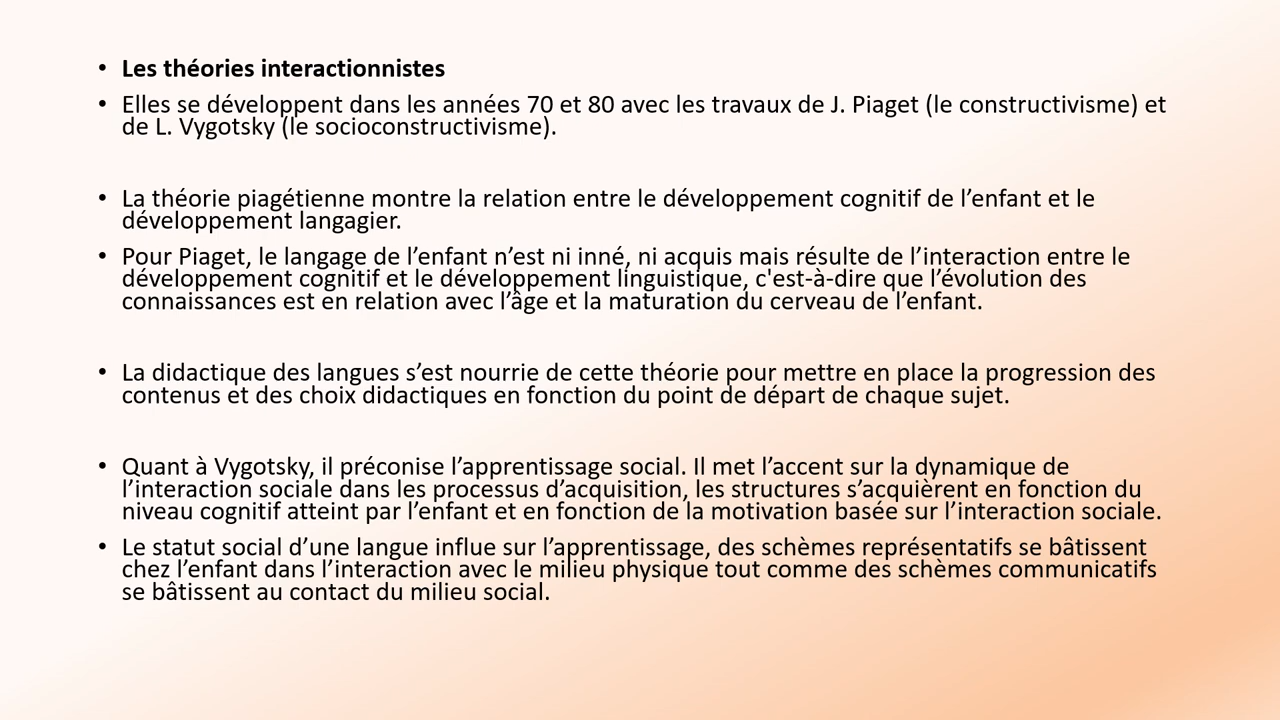 • Les théories interactionnistes
• Elles se développent dans les années 70 et 80 avec les travaux de J. Piaget (le constructivisme) et
de L. Vygotsky (le socioconstructivisme).
• La théorie piagétienne montre la relation entre le développement cognitif de l’enfant et le
développement langagier.
• Pour Piaget, le langage de l’enfant n’est ni inné, ni acquis mais résulte de l’interaction entre le
développement cognitif et le développement linguistique, c'est-à-dire que l’évolution des
connaissances est en relation avec l’âge et la maturation du cerveau de l’enfant.
• La didactique des langues s’est nourrie de cette théorie pour mettre en place la progression des
contenus et des choix didactiques en fonction du point de départ de chaque sujet.
• Quant à Vygotsky, il préconise l’apprentissage social. Il met l’accent sur la dynamique de
l’interaction sociale dans les processus d’acquisition, les structures s’acquièrent en fonction du
niveau cognitif atteint par l’enfant et en fonction de la motivation basée sur l’interaction sociale.
• Le statut social d’une langue influe sur l’apprentissage, des schèmes représentatifs se bâtissent
chez l’enfant dans l’interaction avec le milieu physique tout comme des schèmes communicatifs
se bâtissent au contact du milieu social.